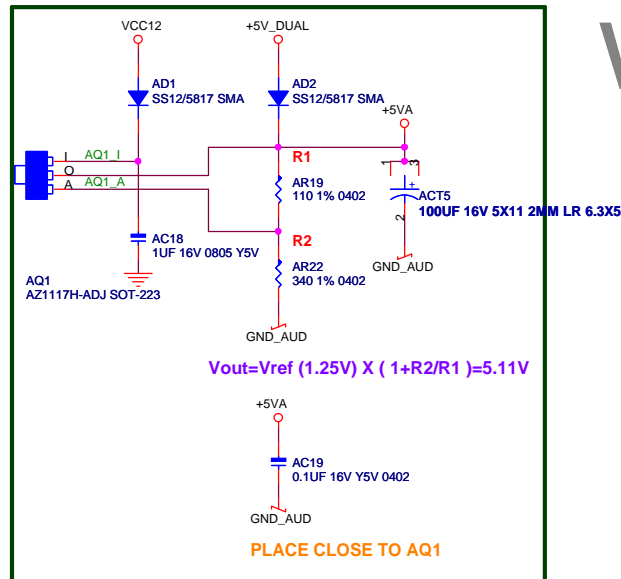 VCC12
+5V_DUAL
AD1
SS12/5817 SMA
AD2
SS12/5817 SMA
+5VA
I
AQ1_I
O
A
AQ1_A
R1
AR19
110 1% 0402
1
3
+
ACT5
100UF 16V 5X11 2MM LR 6.3X5
2
AC18
1UF 16V 0805 Y5V
R2
AR22
340 1% 0402
GND_AUD
AQ1
AZ1117H-ADJ SOT-223
GND_AUD
Vout=Vref (1.25V) X ( 1+R2/R1 )=5.11V
+5VA
AC19
0.1UF 16V Y5V 0402
GND_AUD
PLACE CLOSE TO AQ1